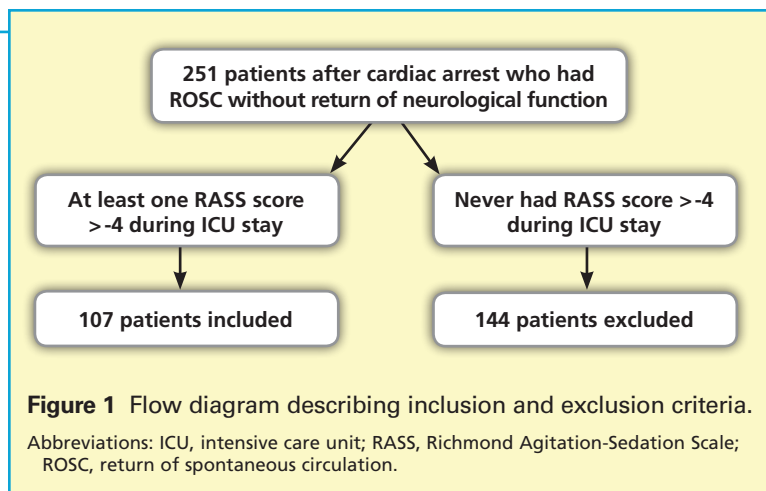 251 patients after cardiac arrest who had
ROSC without return of neurological function
At least one RASS score
>-4 during ICU stay
Never had RASS score >-4
during ICU stay
107 patients included
144 patients excluded
Figure 1 Flow diagram describing inclusion and exclusion criteria.
Abbreviations: ICU, intensive care unit; RASS, Richmond Agitation-Sedation Scale;
ROSC, return of spontaneous circulation.